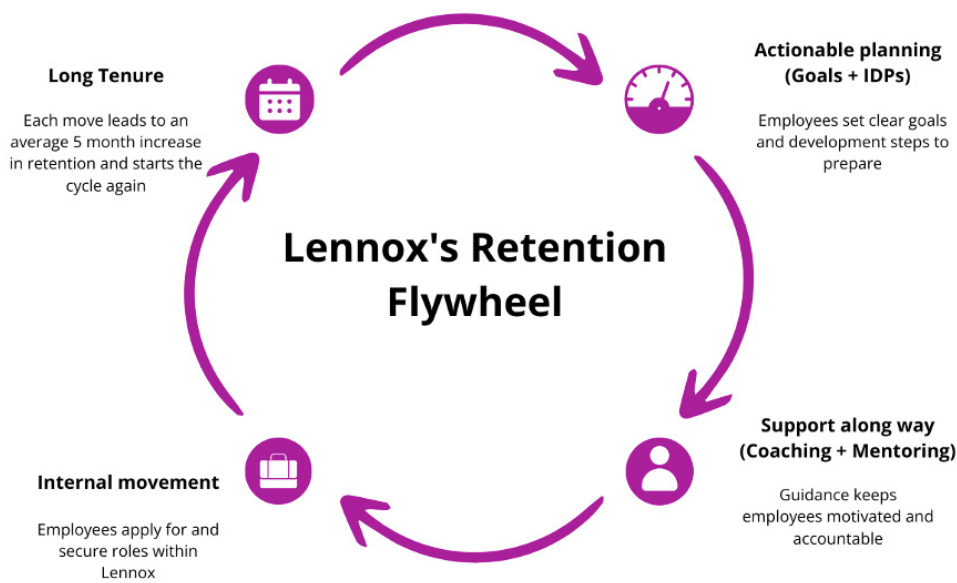 Long Tenure
Each move leads to an
average 5 month increase
in retention and starts the
cycle again
Actionable planning
(Goals + IDPs)
Employees set clear goals
and development steps to
prepare
Lennox's Retention
Flywheel
Support along way
(Coaching + Mentoring)
Guidance keeps
employees motivated and
accountable
Internal movement
Employees apply for and
secure roles within
Lennox